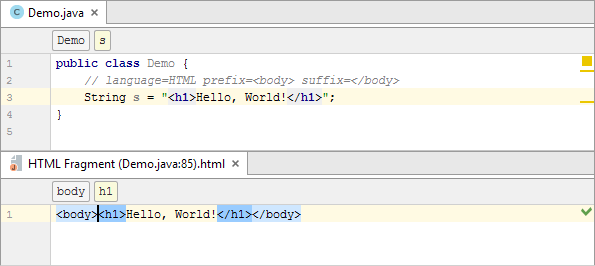 Demo.java ×
Demo s
1 public class Demo {
2 // language=HTML prefix=<body> suffix=</body>
3 String s = "<h1>Hello, World!</h1>";
4 }
5
HTML Fragment (Demo.java:85).html ×
body h1
1 <body><h1>Hello, World!</h1></body>